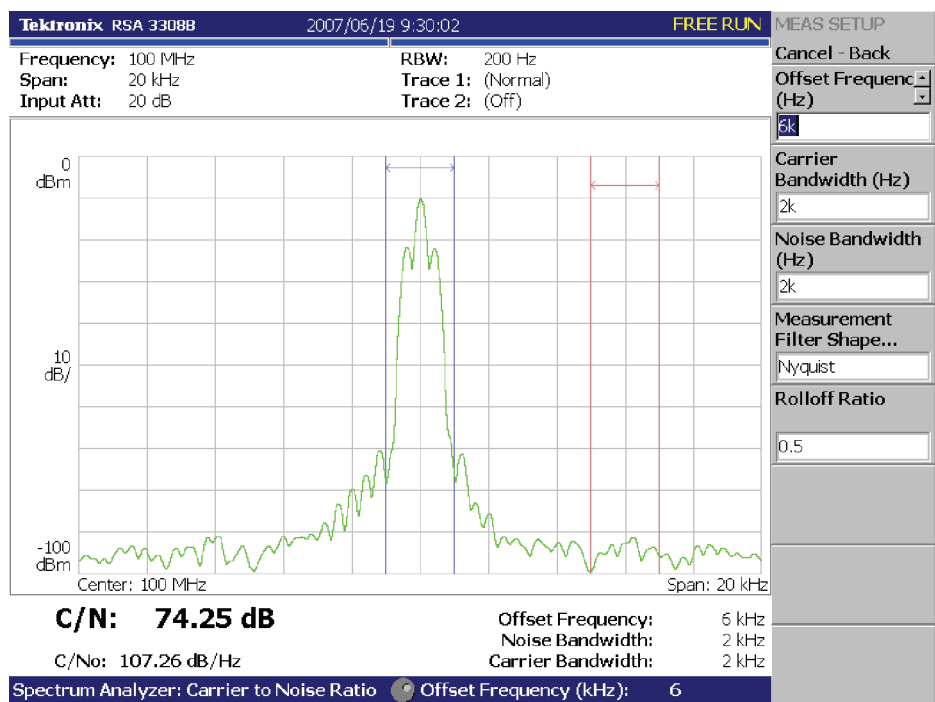 Tektronix RSA 3308B 2007/06/19 9:30:02 FREE RUN
Frequency: 100 MHz RBW: 200 Hz
Span: 20 kHz Trace 1: (Normal)
Input Att: 20 dB Trace 2: (Off)
0
dBm
10
dB/
-100
dBm
Center: 100 MHz Span: 20 kHz
C/N: 74.25 dB
C/No: 107.26 dB/Hz
Offset Frequency: 6 kHz
Noise Bandwidth: 2 kHz
Carrier Bandwidth: 2 kHz
Spectrum Analyzer: Carrier to Noise Ratio Offset Frequency (kHz): 6
MEAS SETUP
Cancel - Back
Offset Frequenc
(Hz)
6k
Carrier
Bandwidth (Hz)
2k
Noise Bandwidth
(Hz)
2k
Measurement
Filter Shape...
Nyquist
Rolloff Ratio
0.5